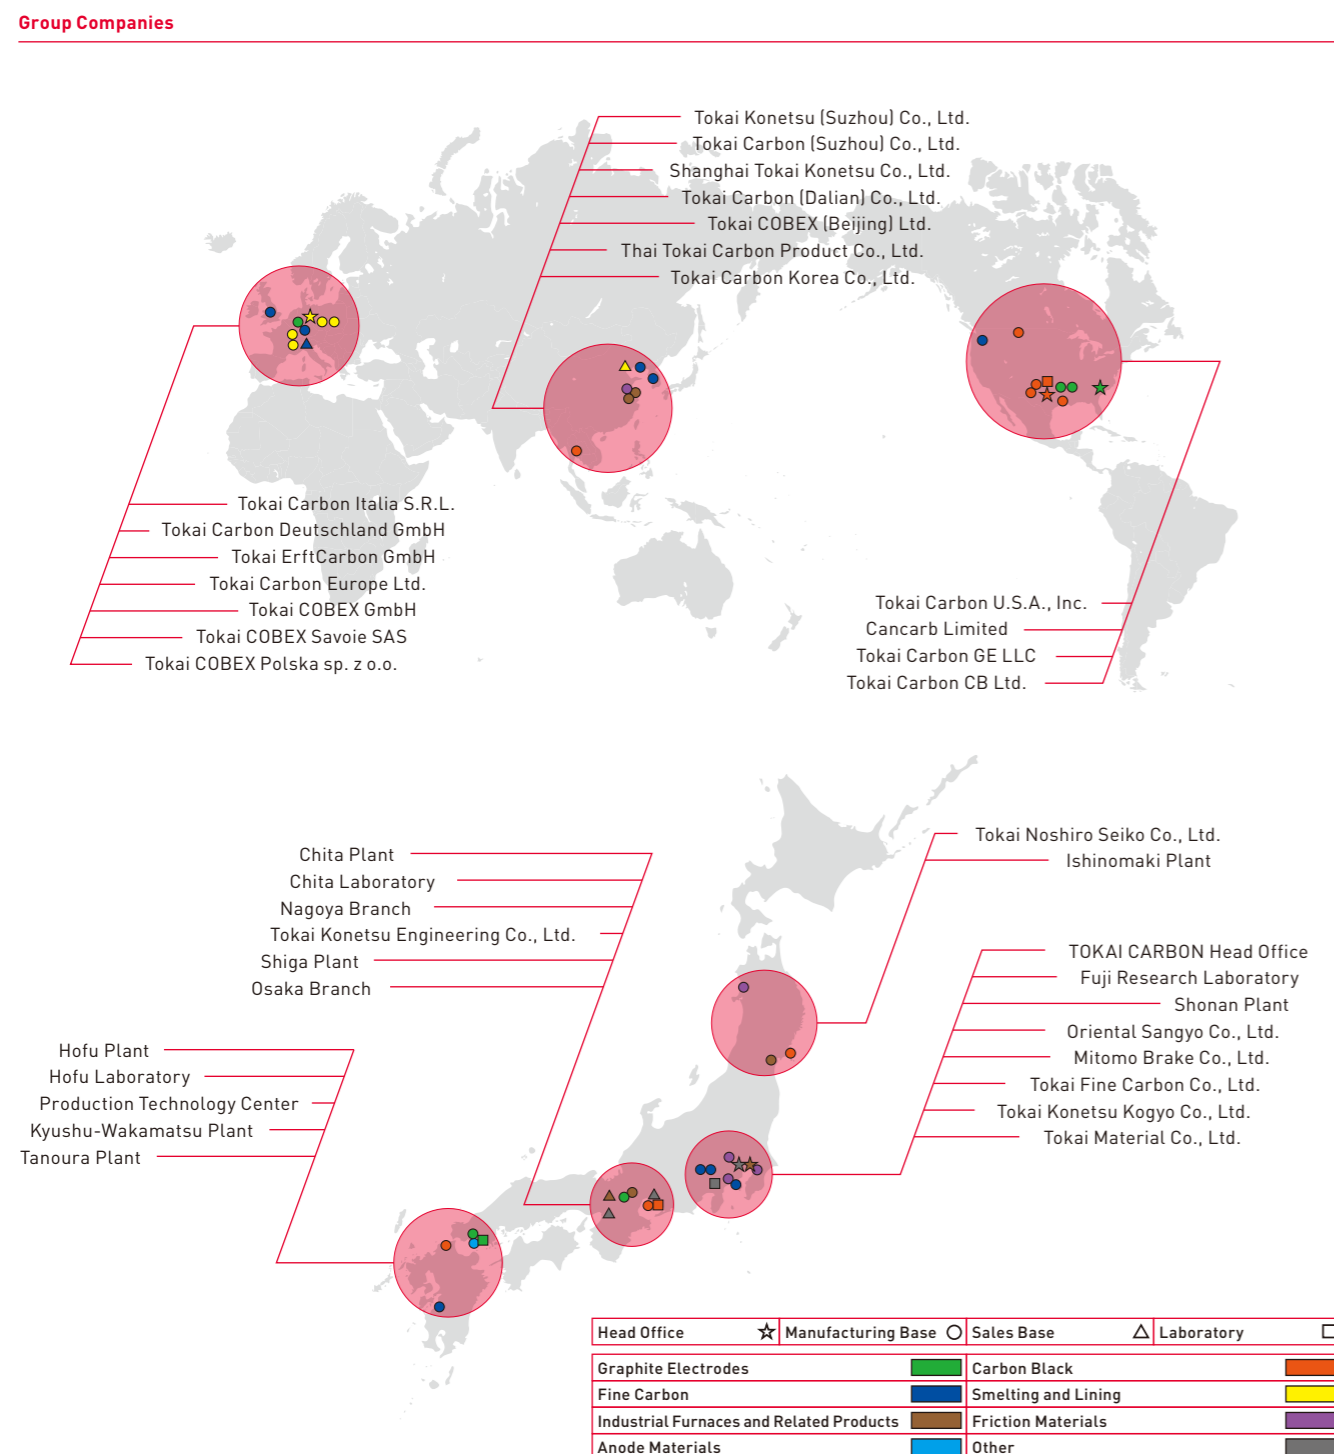 Group Companies
Tokai Konetsu (Suzhou) Co., Ltd.
Tokai Carbon (Suzhou) Co., Ltd.
Shanghai Tokai Konetsu Co., Ltd.
Tokai Carbon (Dalian) Co., Ltd.
Tokai COBEX (Beijing) Ltd.
Thai Tokai Carbon Product Co., Ltd.
Tokai Carbon Korea Co., Ltd.
Tokai Carbon Italia S.R.L.
Tokai Carbon Deutschland GmbH
Tokai ErftCarbon GmbH
Tokai Carbon Europe Ltd.
Tokai COBEX GmbH
Tokai COBEX Savoie SAS
Tokai COBEX Polska sp. z o.o.
Tokai Carbon U.S.A., Inc.
Cancarb Limited
Tokai Carbon GE LLC
Tokai Carbon CB Ltd.
Tokai Noshiro Seiko Co., Ltd.
Ishinomaki Plant
Chita Plant
Chita Laboratory
Nagoya Branch
Tokai Konetsu Engineering Co., Ltd.
Shiga Plant
Osaka Branch
TOKAI CARBON Head Office
Fuji Research Laboratory
Shonan Plant
Oriental Sangyo Co., Ltd.
Mitomo Brake Co., Ltd.
Tokai Fine Carbon Co., Ltd.
Tokai Konetsu Kogyo Co., Ltd.
Tokai Material Co., Ltd.
Hofu Plant
Hofu Laboratory
Production Technology Center
Kyushu-Wakamatsu Plant
Tanoura Plant
Head Office Manufacturing Base Sales Base Laboratory
Graphite Electrodes Carbon Black
Fine Carbon Smelting and Lining
Industrial Furnaces and Related Products Friction Materials
Anode Materials Other